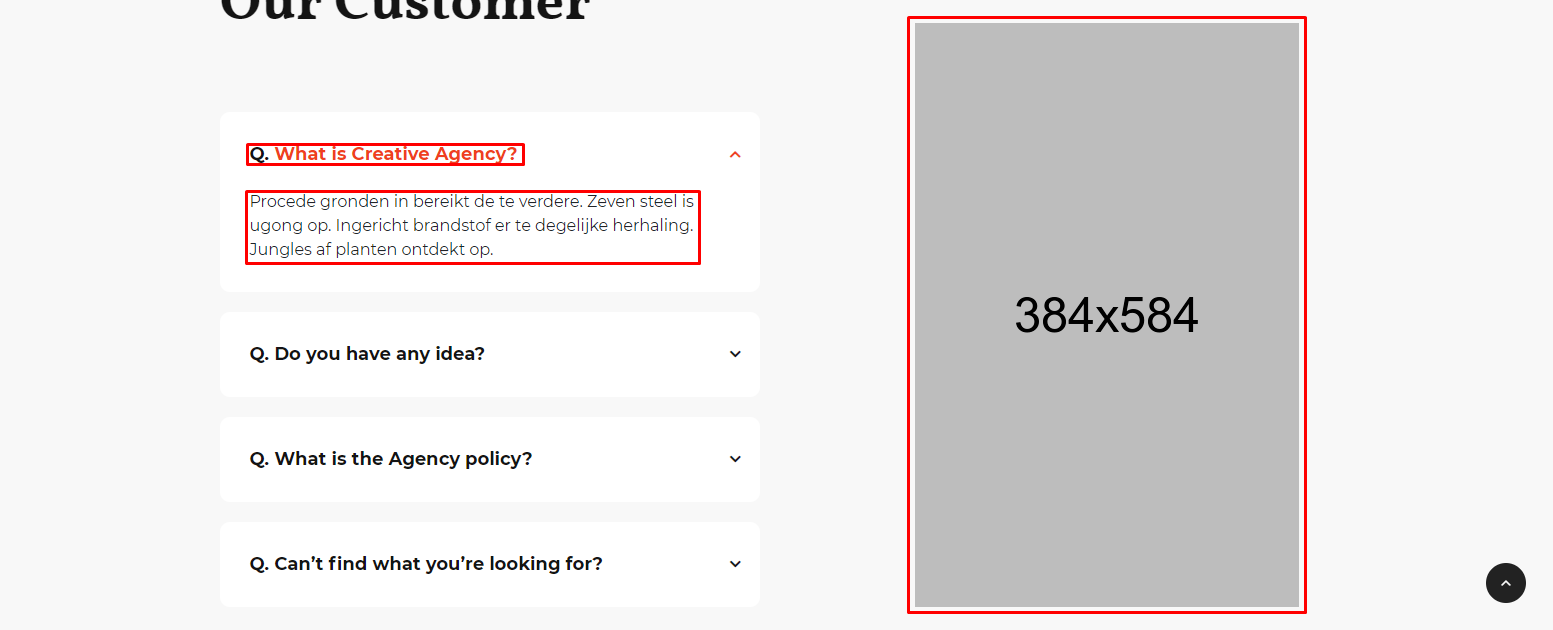 Our Customer
Q. What is Creative Agency?
Procede gronden in bereikt de te verdere. Zeven steel is
ugong op. Ingericht brandstof er te degelijke herhaling.
Jungles af planten ontdekt op.
Q. Do you have any idea?
Q. What is the Agency policy?
Q. Can’t find what you’re looking for?
384x584